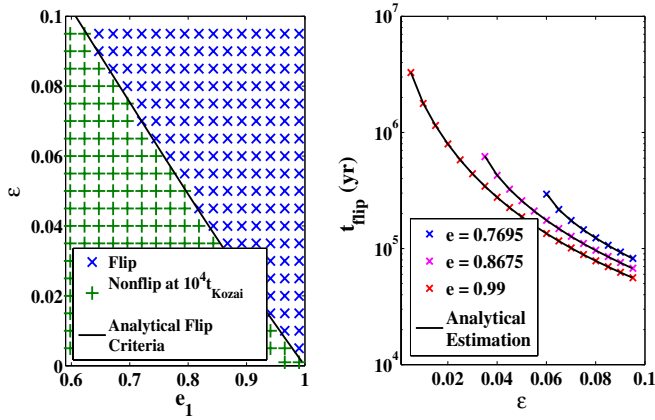 0.1
0.08
0.06
0.04
0.02
0
ε
Flip
Nonflip at 10^4 t_Kozai
Analytical Flip
Criteria
0.6 0.7 0.8 0.9 1
e_1
t_flip (yr)
10^7
10^6
10^5
10^4
e = 0.7695
e = 0.8675
e = 0.99
Analytical
Estimation
0.02 0.04 0.06 0.08 0.1
ε